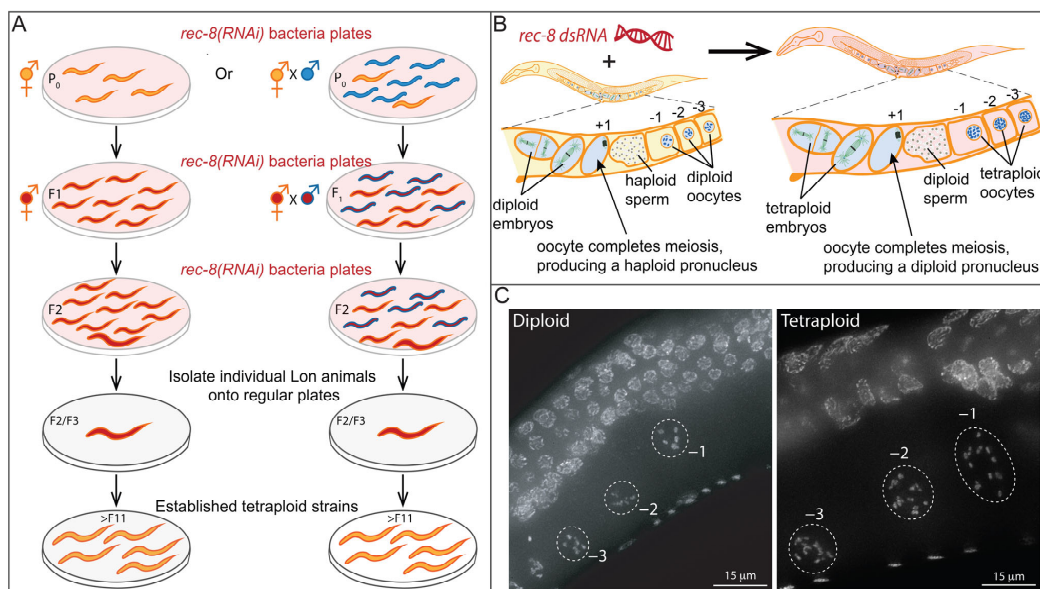 A
rec-8(RNAi) bacteria plates
P0
Or
X
P0
rec-8(RNAi) bacteria plates
F1
X
F1
rec-8(RNAi) bacteria plates
F2
F2
Isolate individual Lon animals
onto regular plates
F2/F3
F2/F3
Established tetraploid strains
>F11
>F11
B
rec-8 dsRNA
+
+1
-1
-2
-3
diploid
embryos
haploid
sperm
diploid
oocytes
oocyte completes meiosis,
producing a haploid pronucleus
+1
-1
-2
-3
tetraploid
embryos
diploid
sperm
tetraploid
oocytes
oocyte completes meiosis,
producing a diploid pronucleus
C
Diploid
−1
−2
−3
15 µm
Tetraploid
−1
−2
−3
15 µm